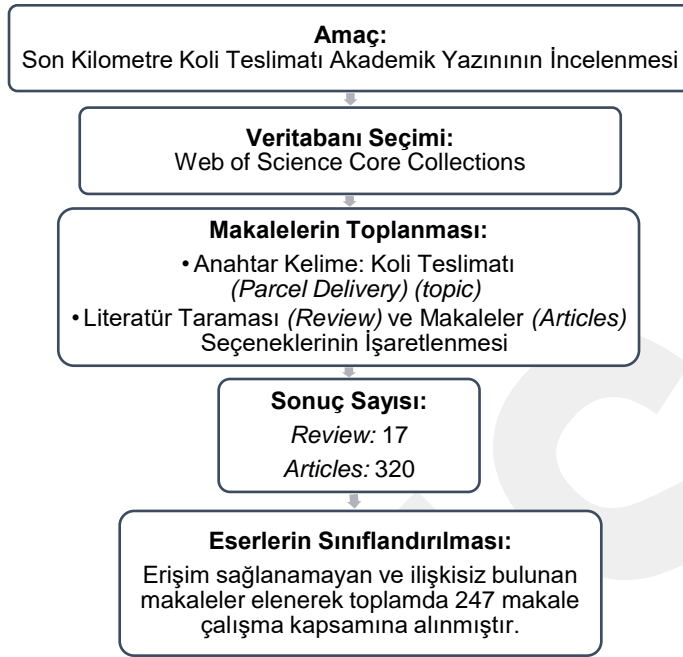 Amaç:
Son Kilometre Koli Teslimatı Akademik Yazınının İncelenmesi
Veritabanı Seçimi:
Web of Science Core Collections
Makalelerin Toplanması:
• Anahtar Kelime: Koli Teslimatı
(Parcel Delivery) (topic)
• Literatür Taraması (Review) ve Makaleler (Articles)
Seçeneklerinin İşaretlenmesi
Sonuç Sayısı:
Review: 17
Articles: 320
Eserlerin Sınıflandırılması:
Erişim sağlanamayan ve ilişkisiz bulunan
makaleler elenerek toplamda 247 makale
çalışma kapsamına alınmıştır.